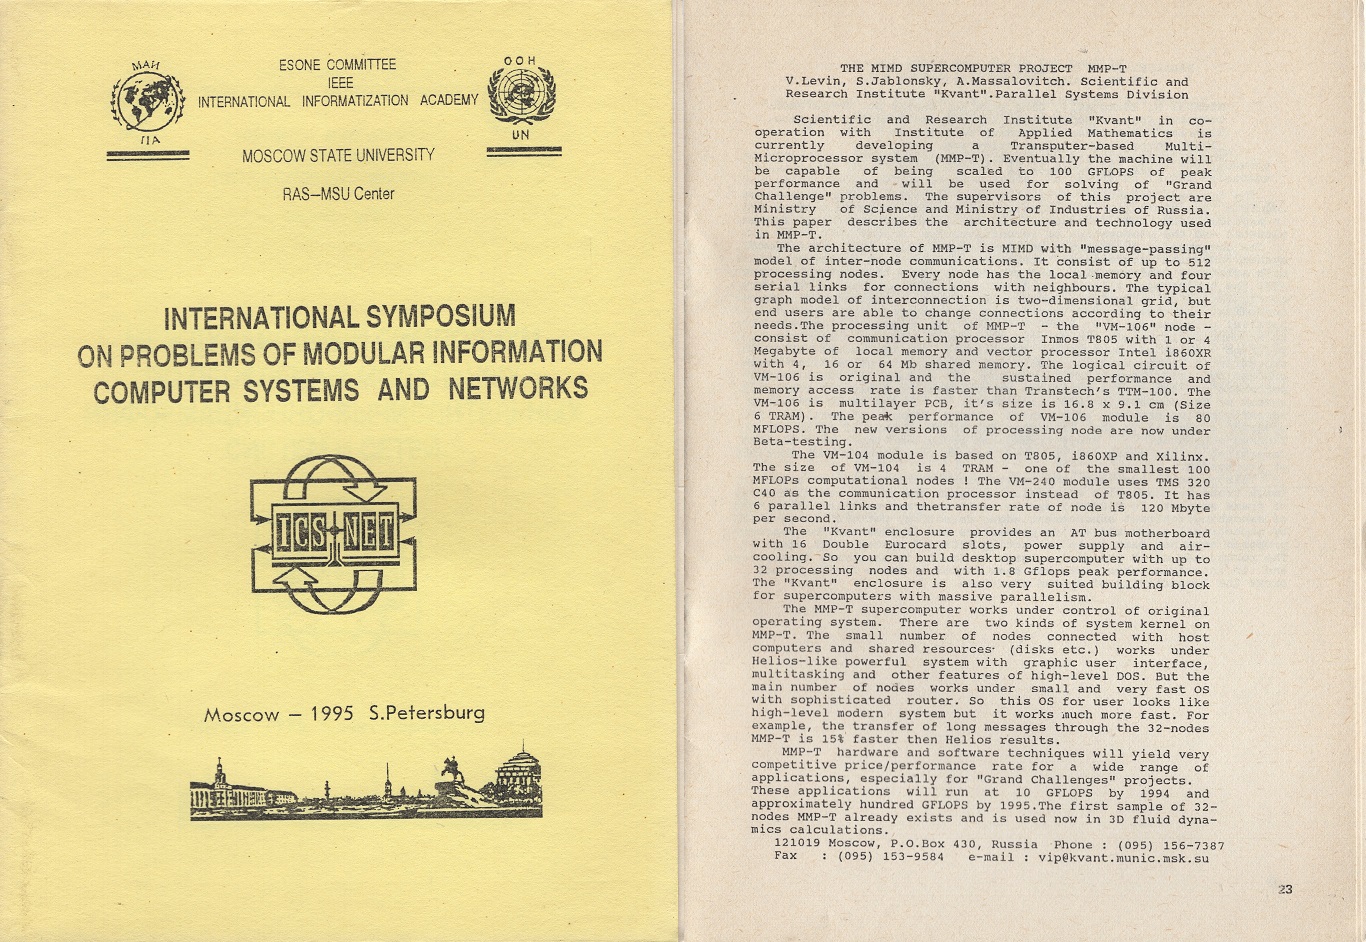 МАИ
IIA
ESONE COMMITTEE
IEEE
INTERNATIONAL INFORMATIZATION ACADEMY
ООН
UN
MOSCOW STATE UNIVERSITY
RAS–MSU Center
INTERNATIONAL SYMPOSIUM
ON PROBLEMS OF MODULAR INFORMATION
COMPUTER SYSTEMS AND NETWORKS
ICS NET
Moscow – 1995 S.Petersburg
THE MIMD SUPERCOMPUTER PROJECT MMP-T
V.Levin, S.Jablonsky, A.Massalovitch. Scientific and
Research Institute "Kvant".Parallel Systems Division
Scientific and Research Institute "Kvant" in co-
operation with Institute of Applied Mathematics is
currently developing a Transputer-based Multi-
Microprocessor system (MMP-T). Eventually the machine will
be capable of being scaled to 100 GFLOPS of peak
performance and will be used for solving of "Grand
Challenge" problems. The supervisors of this project are
Ministry of Science and Ministry of Industries of Russia.
This paper describes the architecture and technology used
in MMP-T.
The architecture of MMP-T is MIMD with "message-passing"
model of inter-node communications. It consist of up to 512
processing nodes. Every node has the local memory and four
serial links for connections with neighbours. The typical
graph model of interconnection is two-dimensional grid, but
end users are able to change connections according to their
needs.The processing unit of MMP-T - the "VM-106" node -
consist of communication processor Inmos T805 with 1 or 4
Megabyte of local memory and vector processor Intel i860XR
with 4, 16 or 64 Mb shared memory. The logical circuit of
VM-106 is original and the sustained performance and
memory access rate is faster than Transtech's TTM-100. The
VM-106 is multilayer PCB, it's size is 16.8 x 9.1 cm (Size
6 TRAM). The peak performance of VM-106 module is 80
MFLOPS. The new versions of processing node are now under
Beta-testing.
The VM-104 module is based on T805, i860XP and Xilinx.
The size of VM-104 is 4 TRAM - one of the smallest 100
MFLOPs computational nodes ! The VM-240 module uses TMS 320
C40 as the communication processor instead of T805. It has
6 parallel links and thetransfer rate of node is 120 Mbyte
per second.
The "Kvant" enclosure provides an AT bus motherboard
with 16 Double Eurocard slots, power supply and air-
cooling. So you can build desktop supercomputer with up to
32 processing nodes and with 1.8 Gflops peak performance.
The "Kvant" enclosure is also very suited building block
for supercomputers with massive parallelism.
The MMP-T supercomputer works under control of original
operating system. There are two kinds of system kernel on
MMP-T. The small number of nodes connected with host
computers and shared resources (disks etc.) works under
Helios-like powerful system with graphic user interface,
multitasking and other features of high-level DOS. But the
main number of nodes works under small and very fast OS
with sophisticated router. So this OS for user looks like
high-level modern system but it works much more fast. For
example, the transfer of long messages through the 32-nodes
MMP-T is 15% faster then Helios results.
MMP-T hardware and software techniques will yield very
competitive price/performance rate for a wide range of
applications, especially for "Grand Challenges" projects.
These applications will run at 10 GFLOPS by 1994 and
approximately hundred GFLOPS by 1995.The first sample of 32-
nodes MMP-T already exists and is used now in 3D fluid dyna-
mics calculations.
121019 Moscow, P.O.Box 430, Russia Phone : (095) 156-7387
Fax : (095) 153-9584 e-mail : vip@kvant.munic.msk.su
23